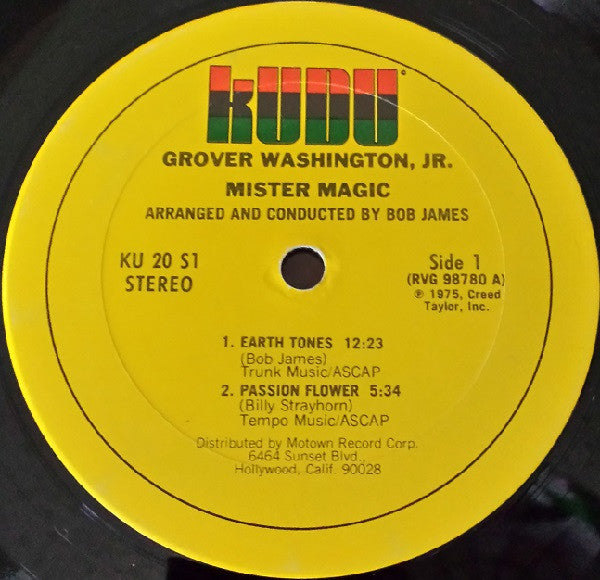 KUDU
GROVER WASHINGTON, JR.
MISTER MAGIC
ARRANGED AND CONDUCTED BY BOB JAMES
KU 20 S1
STEREO
Side 1
(RVG 98780 A)
℗ 1975, Creed
Taylor, Inc.
1. EARTH TONES 12:23
(Bob James)
Trunk Music/ASCAP
2. PASSION FLOWER 5:34
(Billy Strayhorn)
Tempo Music/ASCAP
Distributed by Motown Record Corp.
6464 Sunset Blvd.,
Hollywood, Calif. 90028